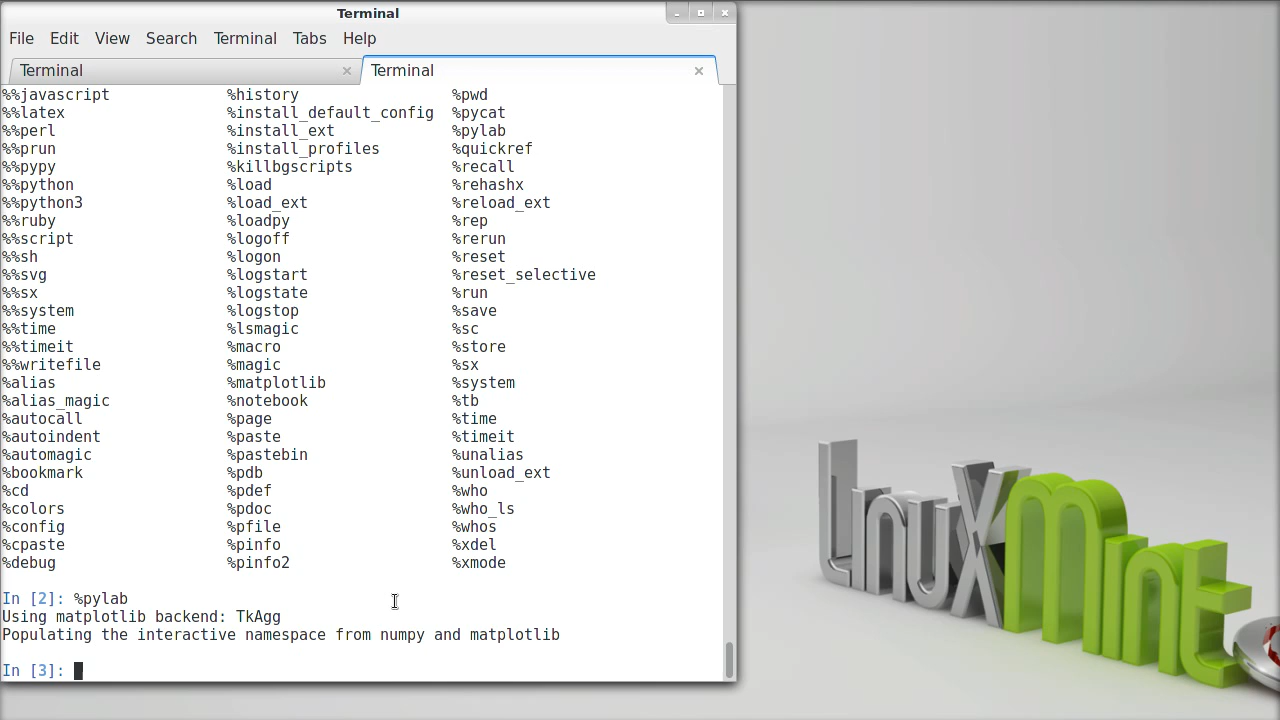 Terminal
File Edit View Search Terminal Tabs Help
Terminal Terminal
%%javascript %history %pwd
%%latex %install_default_config %pycat
%%perl %install_ext %pylab
%%prun %install_profiles %quickref
%%pypy %killbgscripts %recall
%%python %load %rehashx
%%python3 %load_ext %reload_ext
%%ruby %loadpy %rep
%%script %logoff %rerun
%%sh %logon %reset
%%svg %logstart %reset_selective
%%sx %logstate %run
%%system %logstop %save
%%time %lsmagic %sc
%%timeit %macro %store
%%writefile %magic %sx
%alias %matplotlib %system
%alias_magic %notebook %tb
%autocall %page %time
%autoindent %paste %timeit
%automagic %pastebin %unalias
%bookmark %pdb %unload_ext
%cd %pdef %who
%colors %pdoc %who_ls
%config %pfile %whos
%cpaste %pinfo %xdel
%debug %pinfo2 %xmode
In [2]: %pylab
Using matplotlib backend: TkAgg
Populating the interactive namespace from numpy and matplotlib
In [3]:
LinuxMint